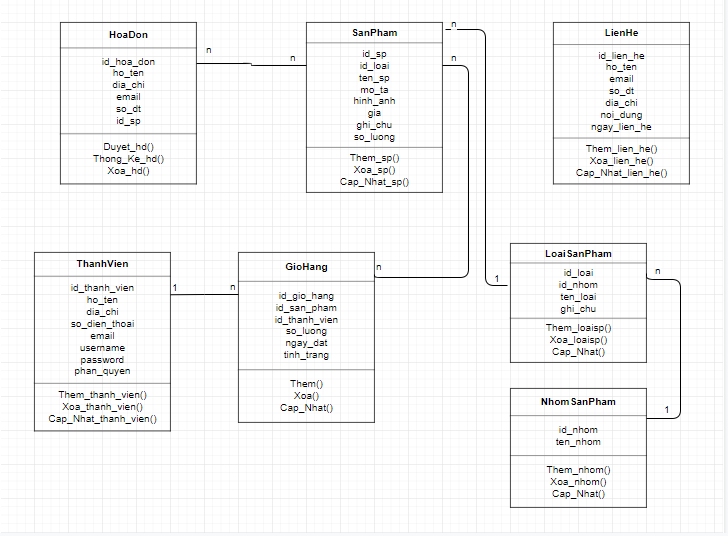 HoaDon
id_hoa_don
ho_ten
dia_chi
email
so_dt
id_sp
Duyet_hd()
Thong_Ke_hd()
Xoa_hd()
n
n
SanPham
id_sp
id_loai
ten_sp
mo_ta
hinh_anh
gia
ghi_chu
so_luong
Them_sp()
Xoa_sp()
Cap_Nhat_sp()
n
n
LienHe
id_lien_he
ho_ten
email
so_dt
dia_chi
noi_dung
ngay_lien_he
Them_lien_he()
Xoa_lien_he()
Cap_Nhat_lien_he()
ThanhVien
id_thanh_vien
ho_ten
dia_chi
so_dien_thoai
email
username
password
phan_quyen
Them_thanh_vien()
Xoa_thanh_vien()
Cap_Nhat_thanh_vien()
1
n
GioHang
id_gio_hang
id_san_pham
id_thanh_vien
so_luong
ngay_dat
tinh_trang
Them()
Xoa()
Cap_Nhat()
n
1
LoaiSanPham
id_loai
id_nhom
ten_loai
ghi_chu
Them_loaisp()
Xoa_loaisp()
Cap_Nhat()
n
1
NhomSanPham
id_nhom
ten_nhom
Them_nhom()
Xoa_nhom()
Cap_Nhat()